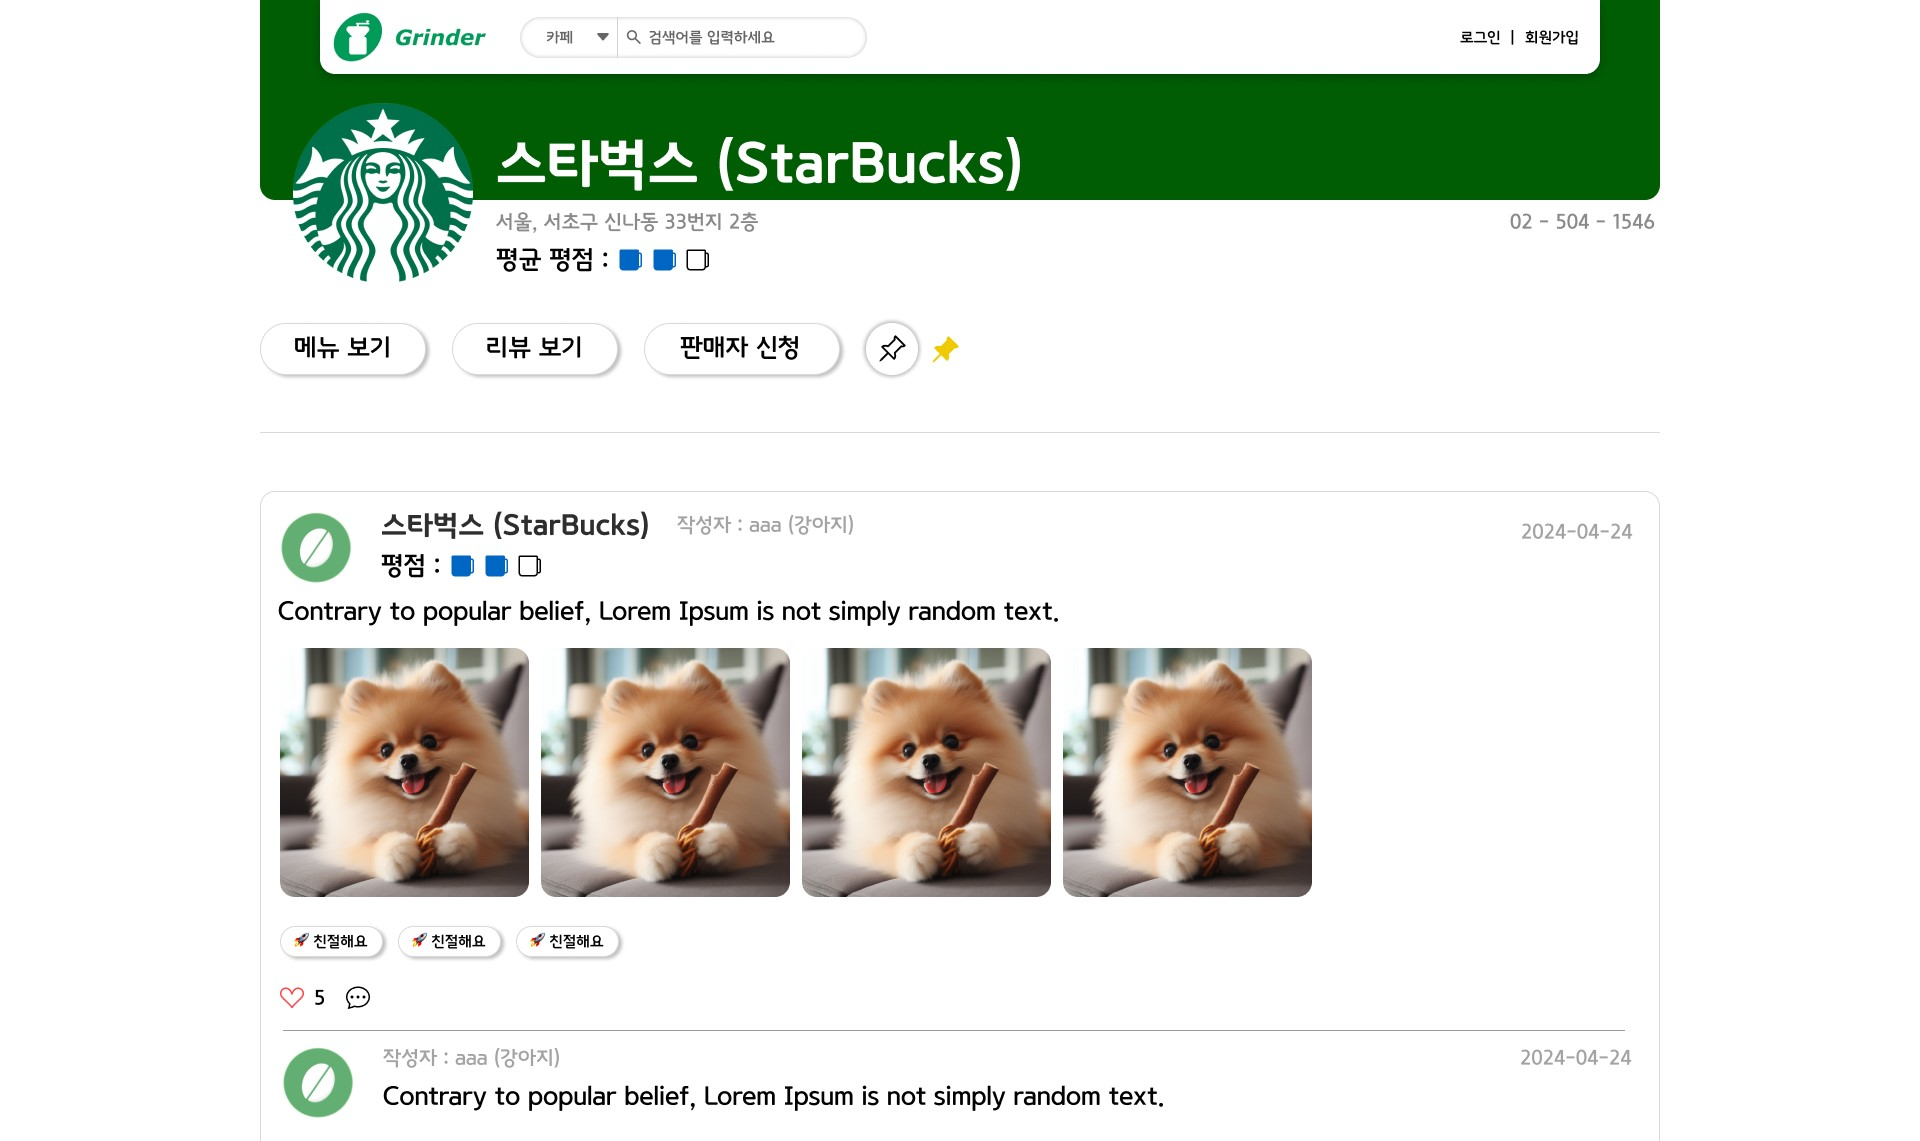 Grinder
카페
검색어를 입력하세요
로그인 | 회원가입
스타벅스 (StarBucks)
서울, 서초구 신나동 33번지 2층
02 - 504 - 1546
평균 평점 :
메뉴 보기
리뷰 보기
판매자 신청
스타벅스 (StarBucks)
작성자 : aaa (강아지)
2024-04-24
평점 :
Contrary to popular belief, Lorem Ipsum is not simply random text.
친절해요
친절해요
친절해요
5
작성자 : aaa (강아지)
2024-04-24
Contrary to popular belief, Lorem Ipsum is not simply random text.